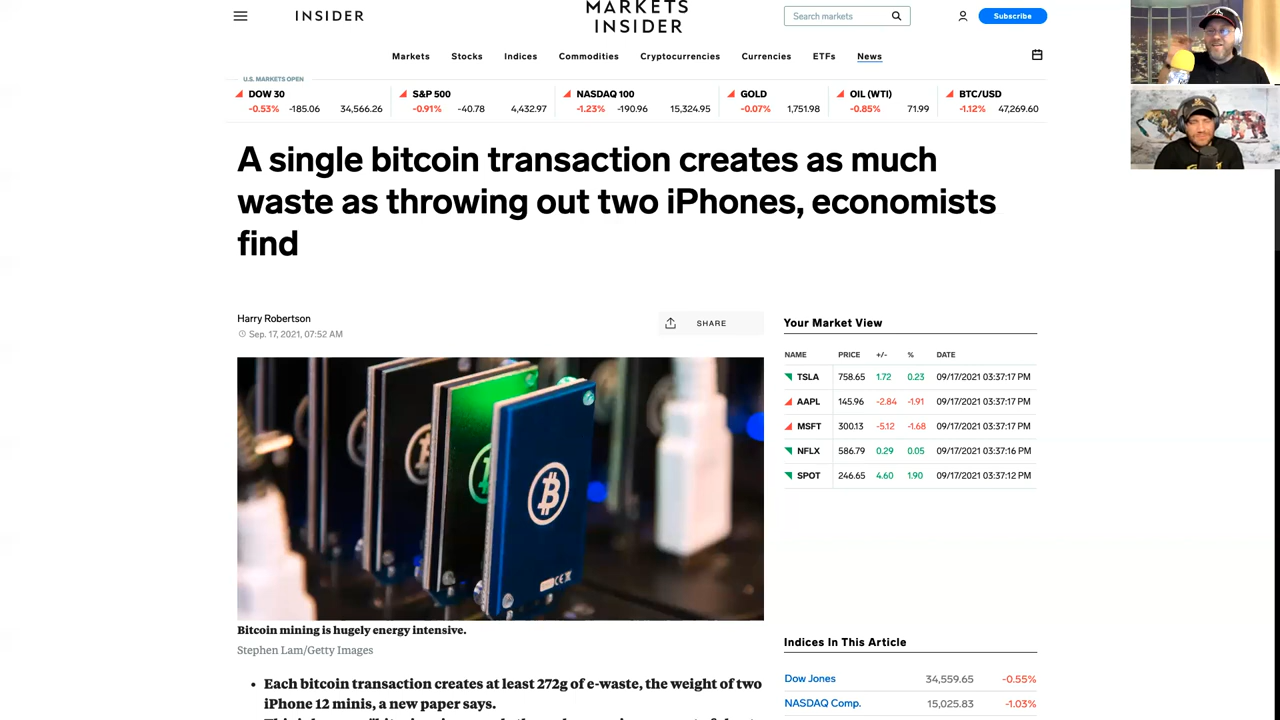 INSIDER
MARKETS
INSIDER
Search markets
Subscribe
Markets Stocks Indices Commodities Cryptocurrencies Currencies ETFs News
U.S. MARKETS OPEN
DOW 30 S&P 500 NASDAQ 100 GOLD OIL (WTI) BTC/USD
-0.53% -185.06 34,566.26 -0.91% -40.78 4,432.97 -1.23% -190.96 15,324.95 -0.07% 1,751.98 -0.85% 71.99 -1.12% 47,269.60
A single bitcoin transaction creates as much
waste as throwing out two iPhones, economists
find
Harry Robertson
Sep. 17, 2021, 07:52 AM
SHARE
Bitcoin mining is hugely energy intensive.
Stephen Lam/Getty Images
• Each bitcoin transaction creates at least 272g of e-waste, the weight of two
iPhone 12 minis, a new paper says.
Your Market View
NAME PRICE +/- % DATE
TSLA 758.65 1.72 0.23 09/17/2021 03:37:17 PM
AAPL 145.96 -2.84 -1.91 09/17/2021 03:37:17 PM
MSFT 300.13 -5.12 -1.68 09/17/2021 03:37:17 PM
NFLX 586.79 0.29 0.05 09/17/2021 03:37:16 PM
SPOT 246.65 4.60 1.90 09/17/2021 03:37:12 PM
Indices In This Article
Dow Jones 34,559.65 -0.55%
NASDAQ Comp. 15,025.83 -1.03%